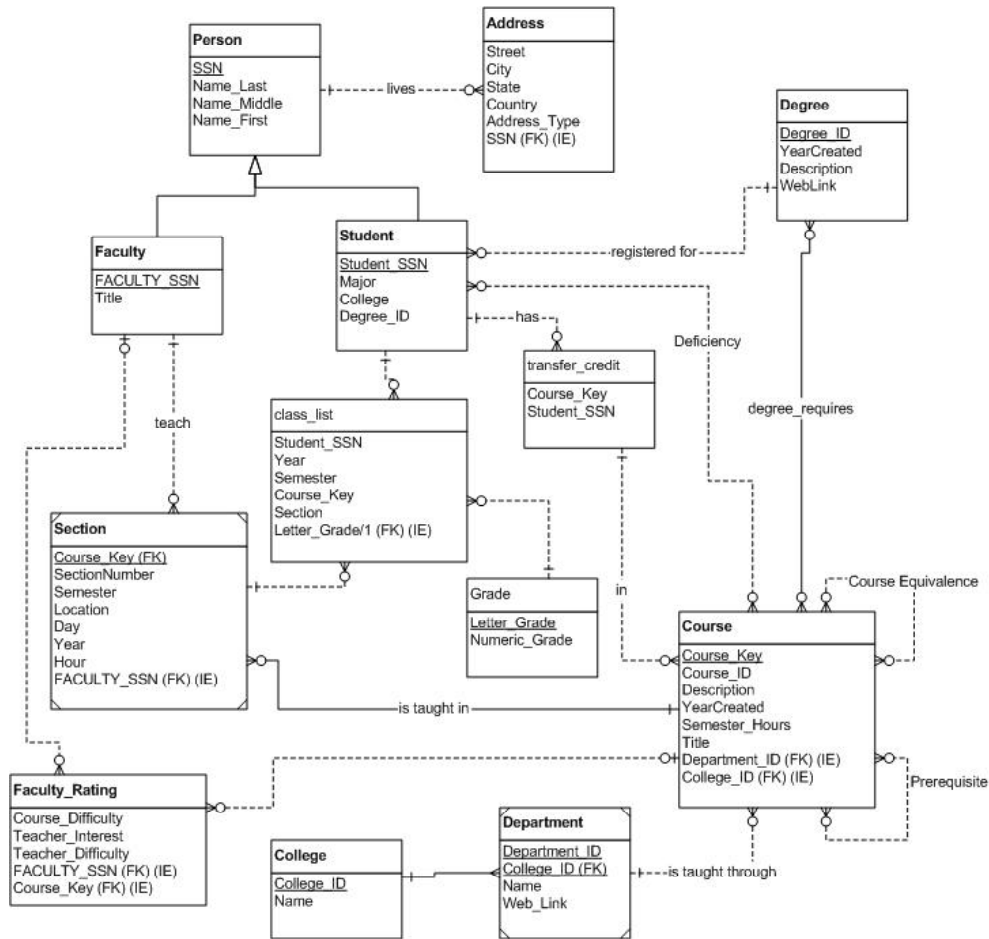 Person
SSN
Name_Last
Name_Middle
Name_First
lives
Address
Street
City
State
Country
Address_Type
SSN (FK) (IE)
Degree
Degree_ID
YearCreated
Description
WebLink
Faculty
FACULTY_SSN
Title
Student
Student_SSN
Major
College
Degree_ID
registered for
has
Deficiency
transfer_credit
Course_Key
Student_SSN
degree_requires
teach
class_list
Student_SSN
Year
Semester
Course_Key
Section
Letter_Grade/1 (FK) (IE)
Section
Course_Key (FK)
SectionNumber
Semester
Location
Day
Year
Hour
FACULTY_SSN (FK) (IE)
Grade
Letter_Grade
Numeric_Grade
in
Course Equivalence
Course
Course_Key
Course_ID
Description
YearCreated
Semester_Hours
Title
Department_ID (FK) (IE)
College_ID (FK) (IE)
is taught in
Prerequisite
Faculty_Rating
Course_Difficulty
Teacher_Interest
Teacher_Difficulty
FACULTY_SSN (FK) (IE)
Course_Key (FK) (IE)
College
College_ID
Name
Department
Department_ID
College_ID (FK)
Name
Web_Link
is taught through